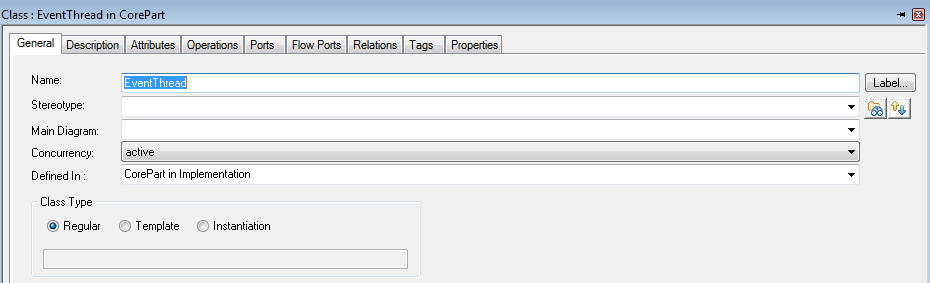 Class : EventThread in CorePart
General Description Attributes Operations Ports Flow Ports Relations Tags Properties
Name: EventThread Label...
Stereotype:
Main Diagram:
Concurrency: active
Defined In : CorePart in Implementation
Class Type
Regular Template Instantiation